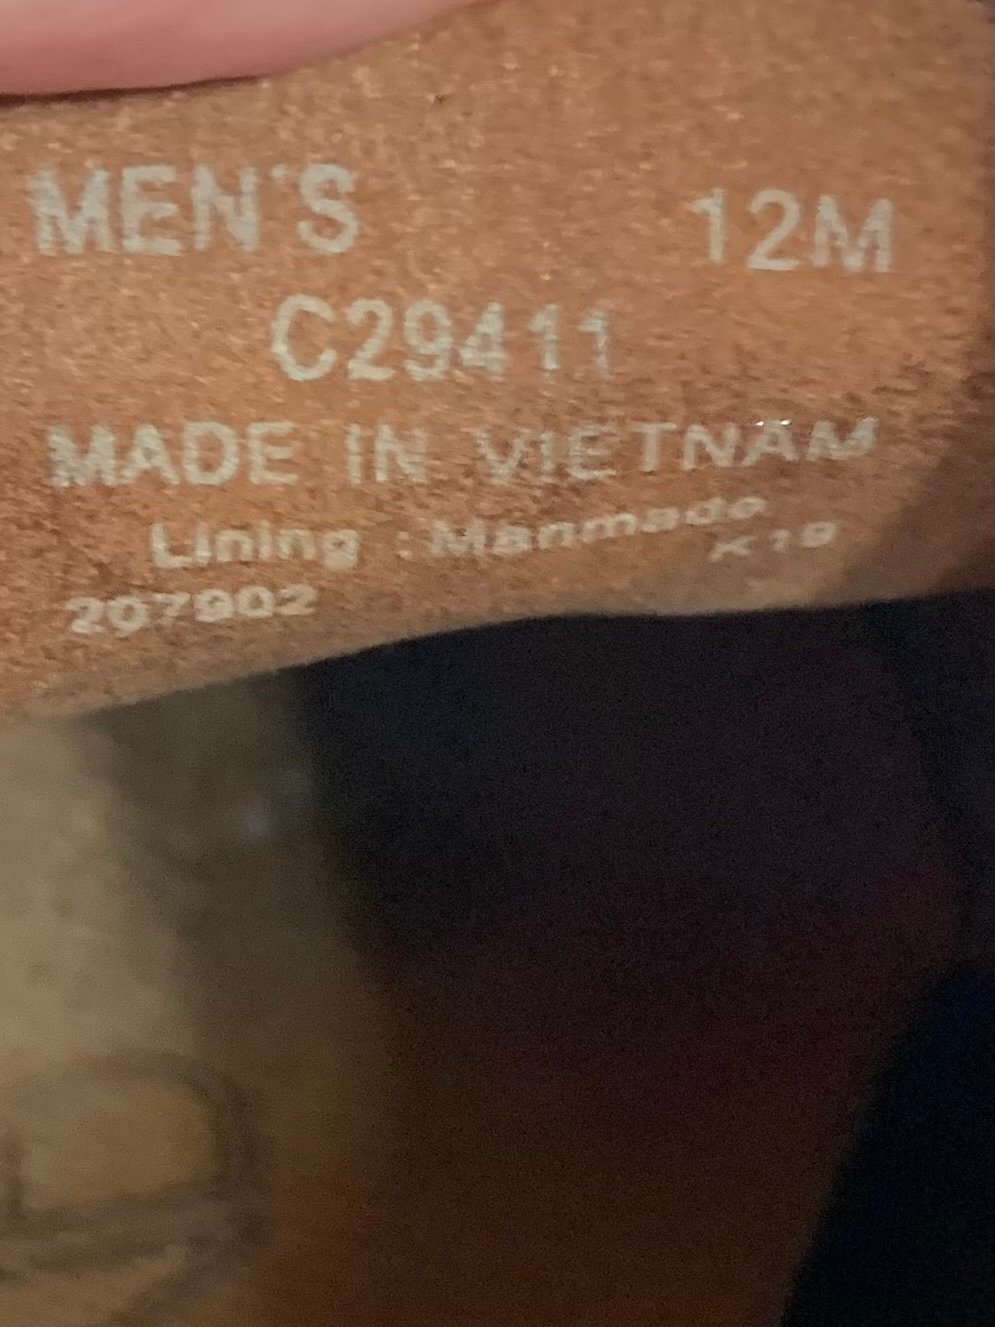 MEN'S 12M
C29411
MADE IN VIETNAM
Lining : Manmade
K19
207902